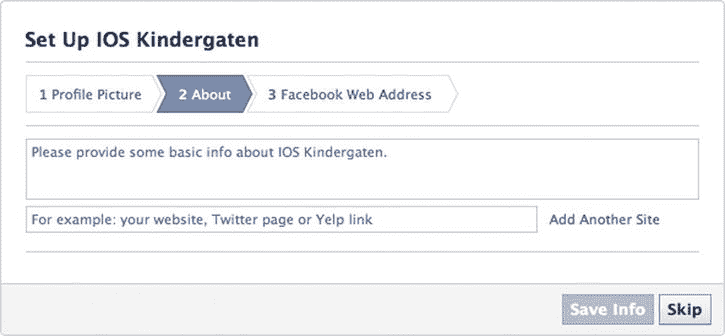 Set Up IOS Kindergaten
1 Profile Picture 2 About 3 Facebook Web Address
Please provide some basic info about IOS Kindergaten.
For example: your website, Twitter page or Yelp link Add Another Site
Save Info Skip